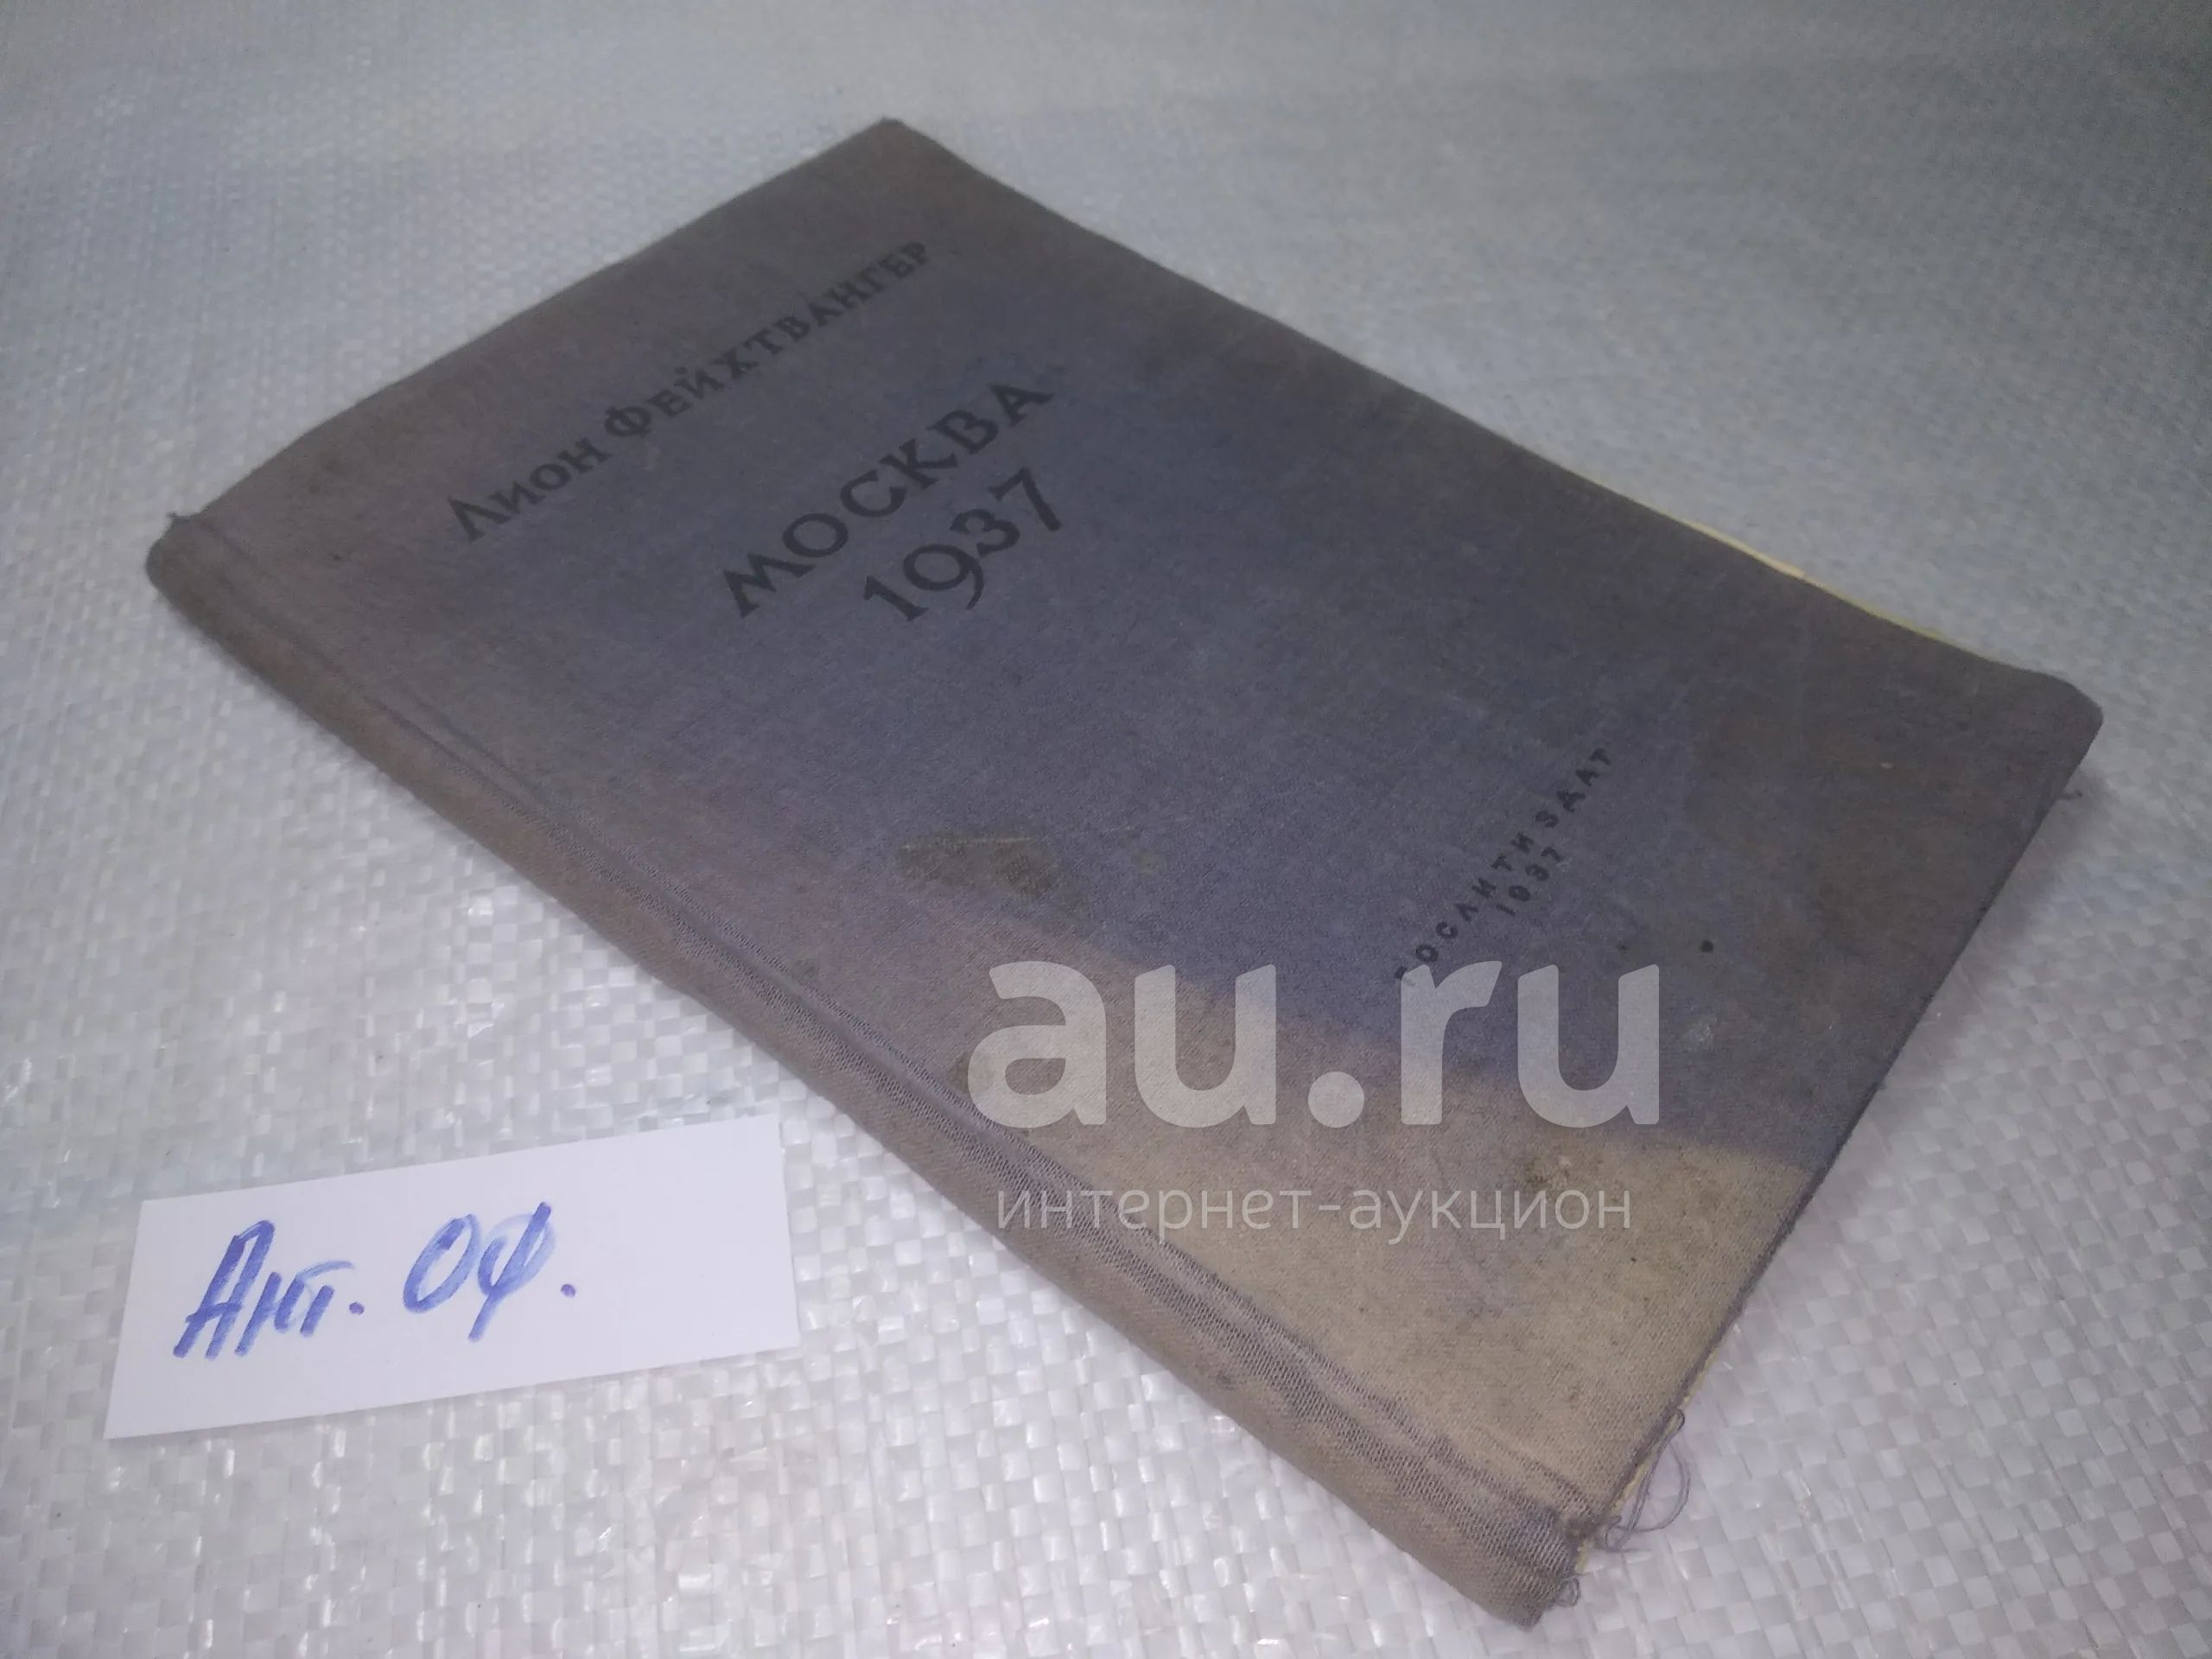 Лион Фейхтвангер
МОСКВА
1937
ГОСЛИТИЗДАТ
1937
au.ru
интернет-аукцион
Ант. Оф.